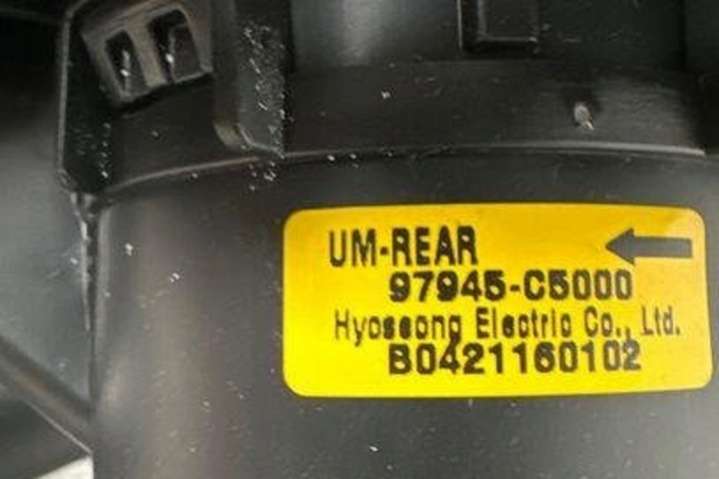 UM-REAR
97945-C5000
Hyoseong Electric Co., Ltd.
B0421160102